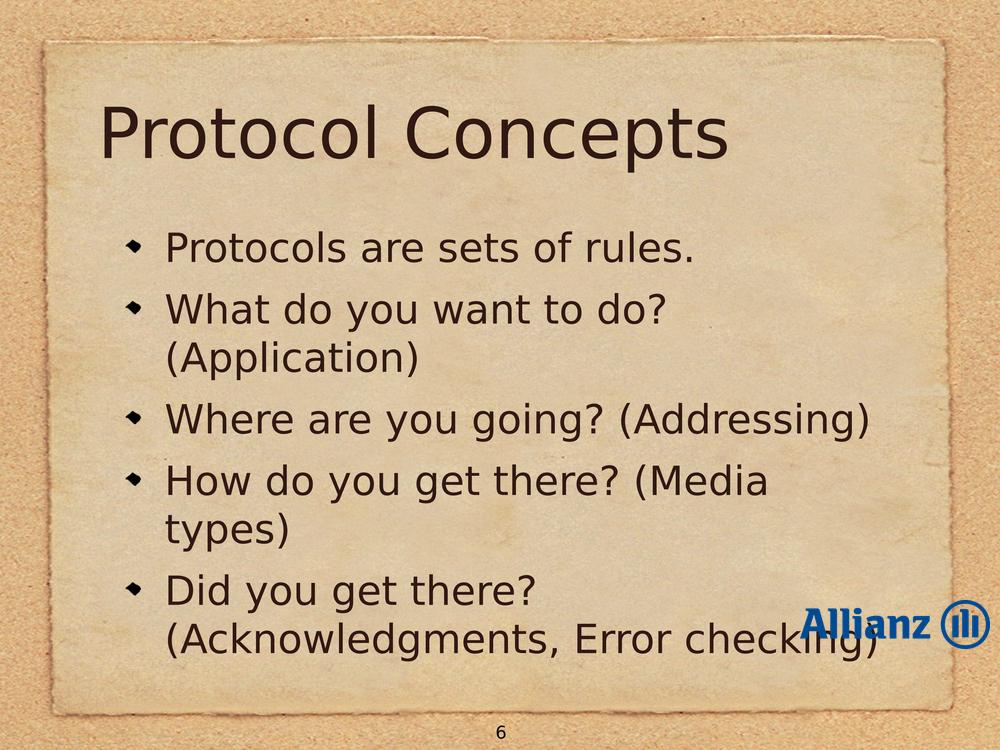 Protocol Concepts
Protocols are sets of rules.
What do you want to do?
(Application)
Where are you going? (Addressing)
How do you get there? (Media
types)
Did you get there?
(Acknowledgments, Error checking)
Allianz
6